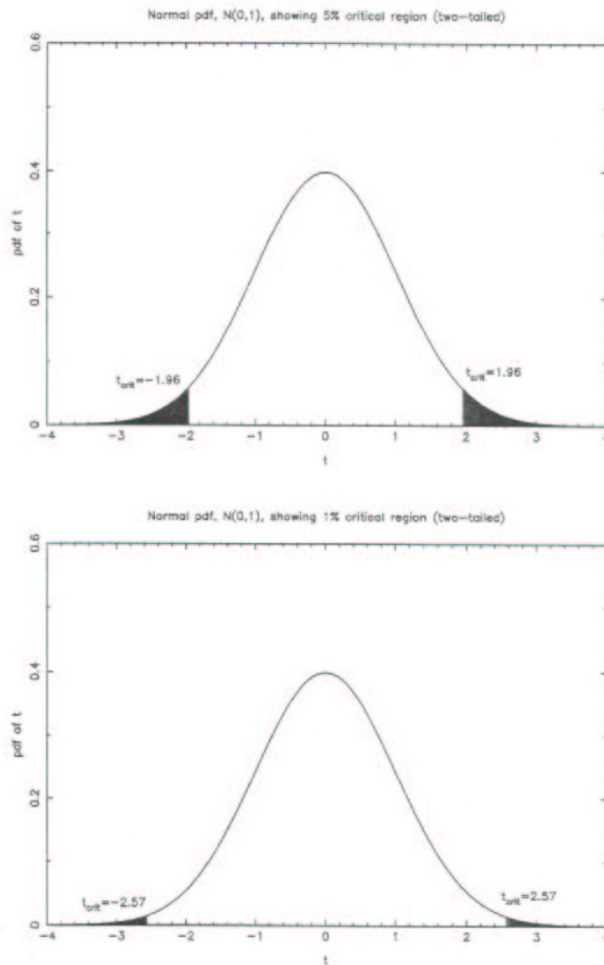 Normal pdf, N(0,1), showing 5% critical region (two-tailed)
0.6
0.4
pdf of t
0.2
t_crit=-1.96
t_crit=1.96
0
-4 -3 -2 -1 0 1 2 3
t
Normal pdf, N(0,1), showing 1% critical region (two-tailed)
0.6
0.4
pdf of t
0.2
t_crit=-2.57
t_crit=2.57
0
-4 -3 -2 -1 0 1 2 3
t